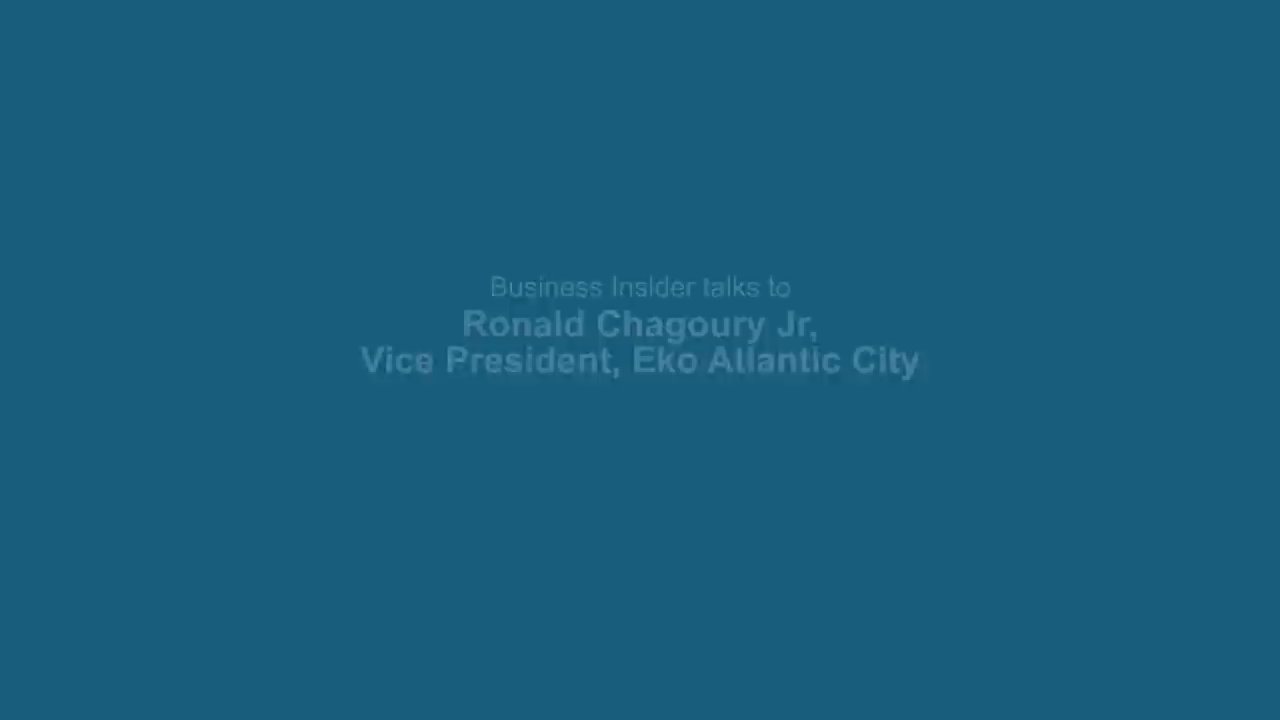 Business Insider talks to
Ronald Chagoury Jr,
Vice President, Eko Atlantic City